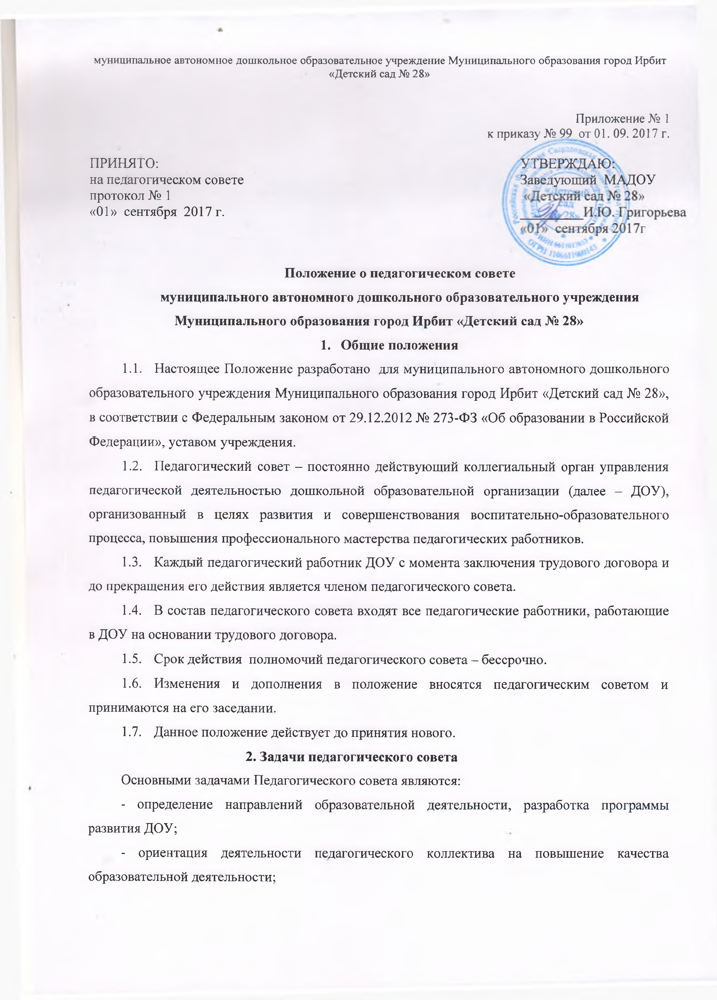 муниципальное автономное дошкольное образовательное учреждение Муниципального образования город Ирбит
«Детский сад № 28»
Приложение № 1
к приказу № 99 от 01. 09. 2017 г.
ПРИНЯТО:
на педагогическом совете
протокол № 1
«01» сентября 2017 г.
УТВЕРЖДАЮ:
Заведующий МАДОУ
«Детский сад № 28»
_________И.Ю. Григорьева
«01» сентября 2017г
Положение о педагогическом совете
муниципального автономного дошкольного образовательного учреждения
Муниципального образования город Ирбит «Детский сад № 28»
1. Общие положения
1.1. Настоящее Положение разработано для муниципального автономного дошкольного
образовательного учреждения Муниципального образования город Ирбит «Детский сад № 28»,
в соответствии с Федеральным законом от 29.12.2012 № 273-ФЗ «Об образовании в Российской
Федерации», уставом учреждения.
1.2. Педагогический совет – постоянно действующий коллегиальный орган управления
педагогической деятельностью дошкольной образовательной организации (далее – ДОУ),
организованный в целях развития и совершенствования воспитательно-образовательного
процесса, повышения профессионального мастерства педагогических работников.
1.3. Каждый педагогический работник ДОУ с момента заключения трудового договора и
до прекращения его действия является членом педагогического совета.
1.4. В состав педагогического совета входят все педагогические работники, работающие
в ДОУ на основании трудового договора.
1.5. Срок действия полномочий педагогического совета – бессрочно.
1.6. Изменения и дополнения в положение вносятся педагогическим советом и
принимаются на его заседании.
1.7. Данное положение действует до принятия нового.
2. Задачи педагогического совета
Основными задачами Педагогического совета являются:
- определение направлений образовательной деятельности, разработка программы
развития ДОУ;
- ориентация деятельности педагогического коллектива на повышение качества
образовательной деятельности;